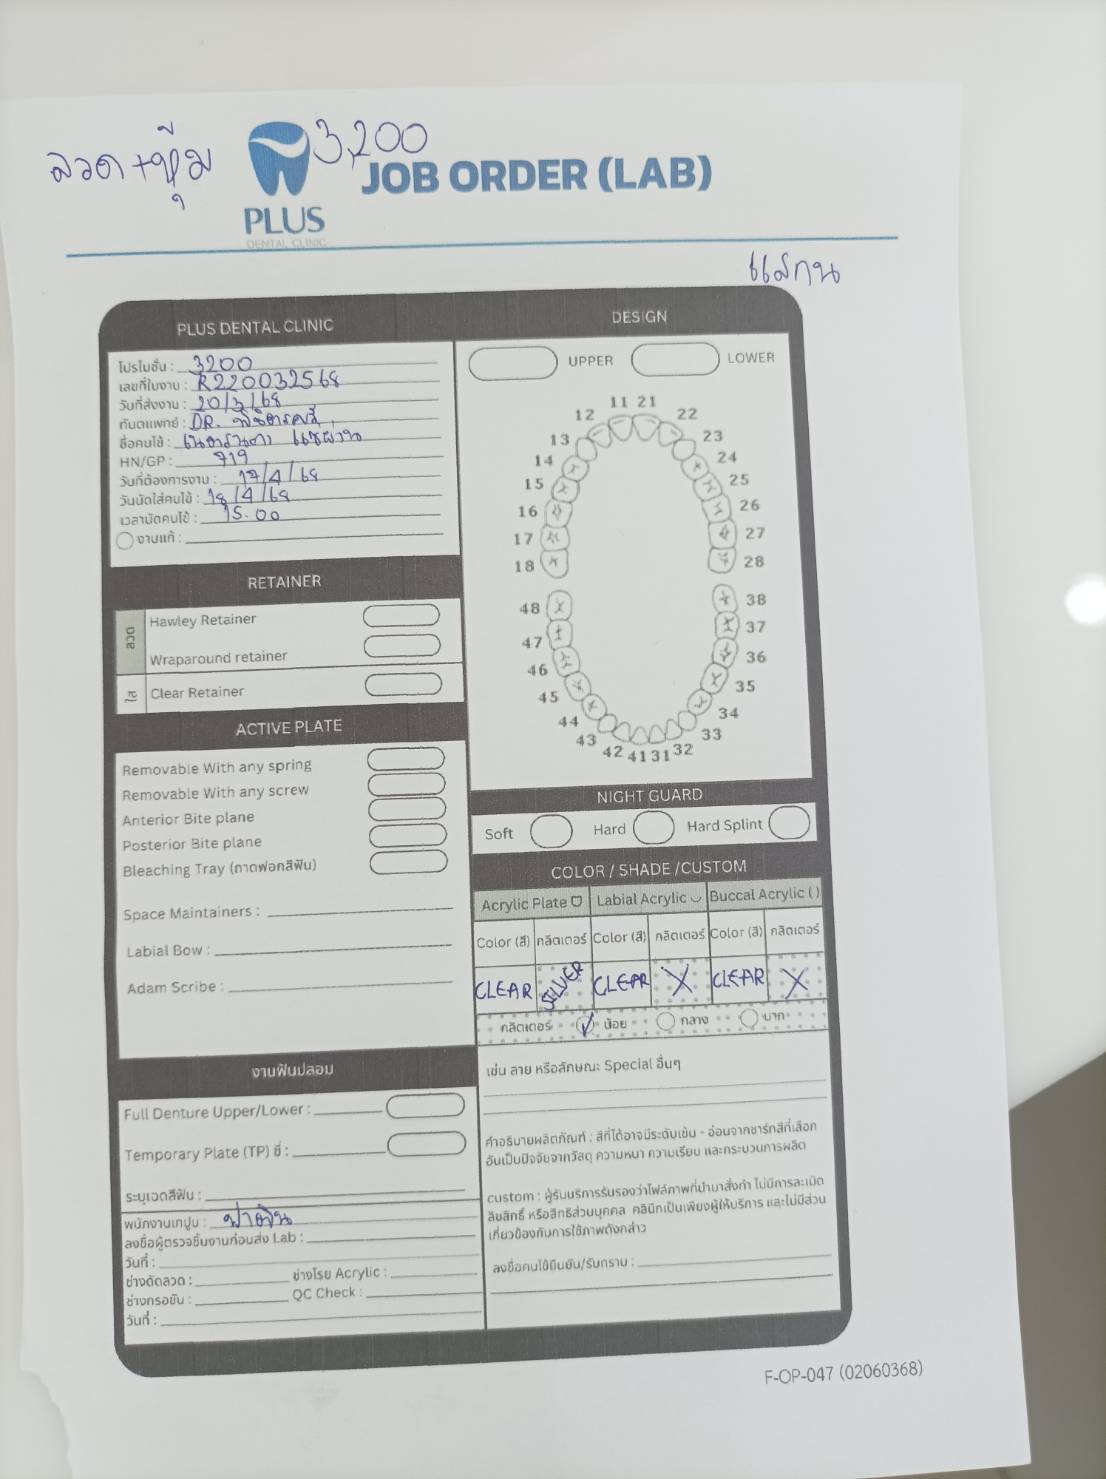 ลวด+หุ้ม 3,200
JOB ORDER (LAB)
PLUS
DENTAL CLINIC
แสกน
PLUS DENTAL CLINIC
โปรโมชั่น : 3200
เลขที่ใบงาน : R220032568
วันที่ส่งงาน : 20/3/68
ทันตแพทย์ : DR.
ชื่อคนไข้ :
HN/GP : 719
วันที่ต้องการงาน : 17/4/68
วันนัดใส่คนไข้ : 18/4/68
เวลานัดคนไข้ : 15.00
งานแก้ :
RETAINER
ลวด
Hawley Retainer
Wraparound retainer
ใส
Clear Retainer
ACTIVE PLATE
Removable With any spring
Removable With any screw
Anterior Bite plane
Posterior Bite plane
Bleaching Tray (ถาดฟอกสีฟัน)
Space Maintainers :
Labial Bow :
Adam Scribe :
งานฟันปลอม
Full Denture Upper/Lower :
Temporary Plate (TP) ซี่ :
ระบุเฉดสีฟัน :
พนักงานเทปูน :
ลงชื่อผู้ตรวจชิ้นงานก่อนส่ง Lab :
วันที่ :
ช่างดัดลวด : ช่างโรย Acrylic :
ช่างกรอขัน : QC Check :
วันที่ :
DESIGN
UPPER LOWER
11 21
12 22
13 23
14 24
15 25
16 26
17 27
18 28
48 38
47 37
46 36
45 35
44 34
43 33
42 41 31 32
NIGHT GUARD
Soft Hard Hard Splint
COLOR / SHADE /CUSTOM
Acrylic Plate Labial Acrylic Buccal Acrylic ( )
Color (สี) กลิตเตอร์ Color (สี) กลิตเตอร์ Color (สี) กลิตเตอร์
CLEAR SILVER CLEAR X CLEAR X
กลิตเตอร์ ✓ น้อย กลาง มาก
เช่น ลาย หรือลักษณะ Special อื่นๆ
คำอธิบายผลิตภัณฑ์ : สีที่ได้อาจมีระดับเข้ม - อ่อนจากชาร์ทสีที่เลือก
อันเป็นปัจจัยจากวัสดุ ความหนา ความเรียบ และกระบวนการผลิต
custom : ผู้รับบริการรับรองว่าไฟล์ภาพที่นำมาสั่งทำ ไม่มีการละเมิด
ลิขสิทธิ์ หรือสิทธิส่วนบุคคล คลินิกเป็นเพียงผู้ให้บริการ และไม่มีส่วน
เกี่ยวข้องกับการใช้ภาพดังกล่าว
ลงชื่อคนไข้ยืนยัน/รับทราบ :
F-OP-047 (02060368)